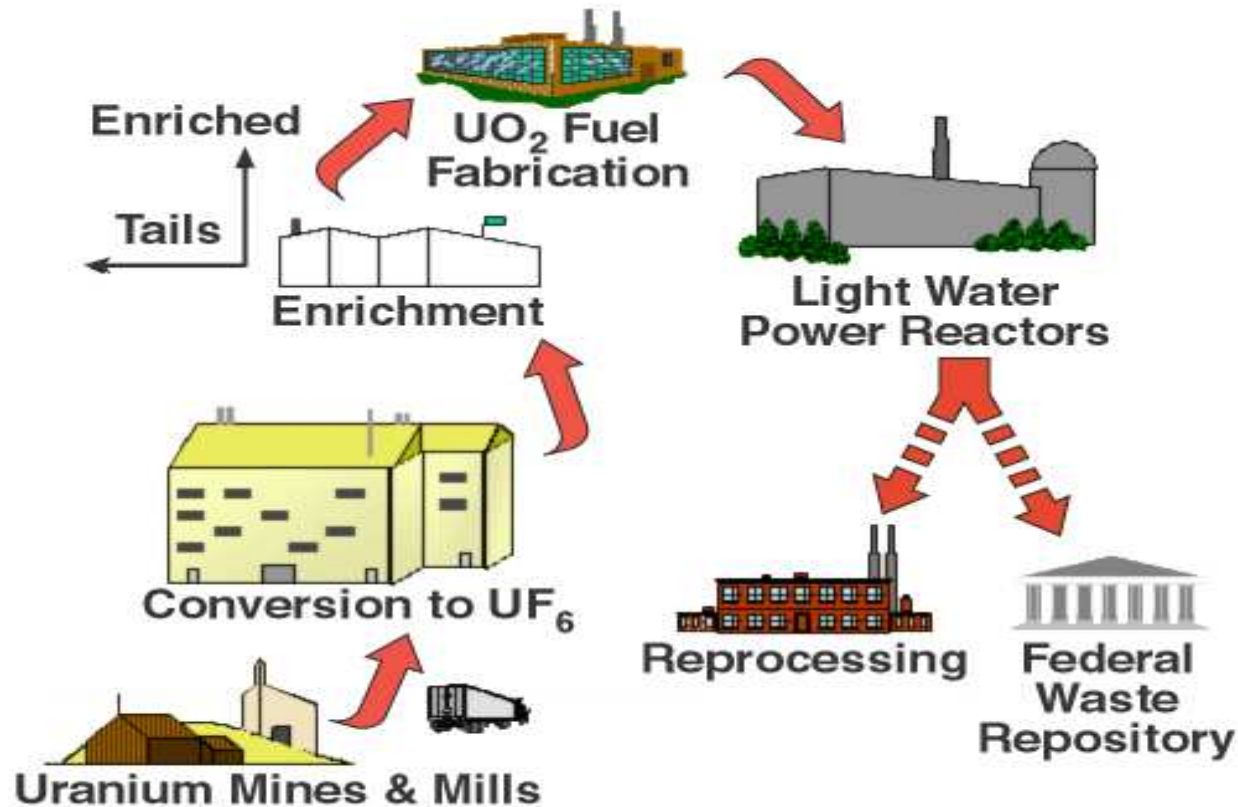 Enriched
Tails
UO₂ Fuel
Fabrication
Enrichment
Light Water
Power Reactors
Conversion to UF₆
Reprocessing
Federal
Waste
Repository
Uranium Mines & Mills